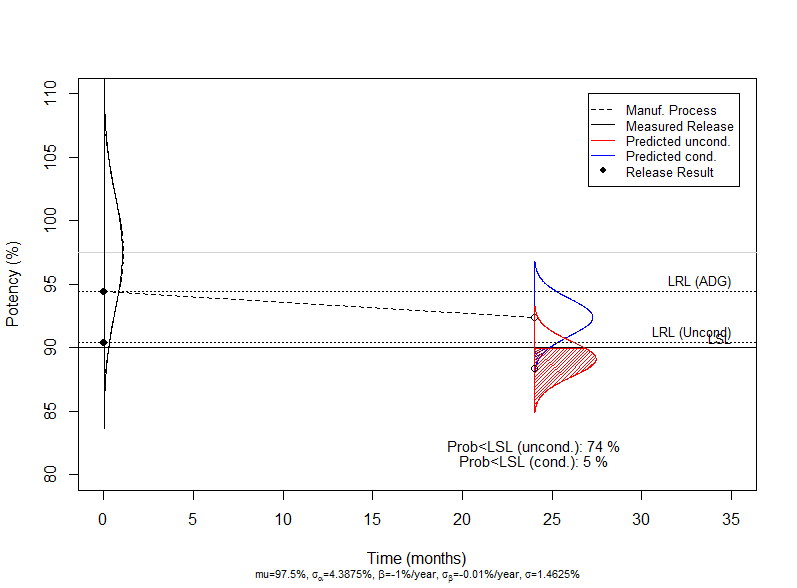 110
105
100
95
90
85
80
Potency (%)
Manuf. Process
Measured Release
Predicted uncond.
Predicted cond.
Release Result
LRL (ADG)
LRL (Uncond)
LSL
Prob<LSL (uncond.): 74 %
Prob<LSL (cond.): 5 %
0 5 10 15 20 25 30 35
Time (months)
mu=97.5%, σα=4.3875%, β=-1%/year, σβ=-0.01%/year, σ=1.4625%